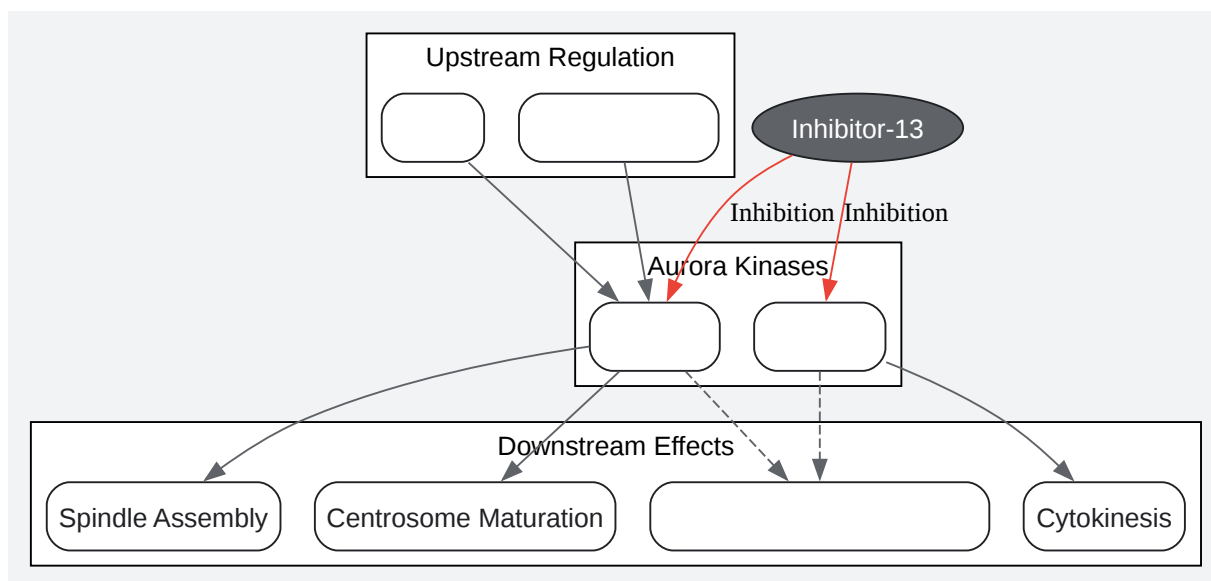 Upstream Regulation
Inhibitor-13
Inhibition
Inhibition
Aurora Kinases
Downstream Effects
Spindle Assembly
Centrosome Maturation
Cytokinesis